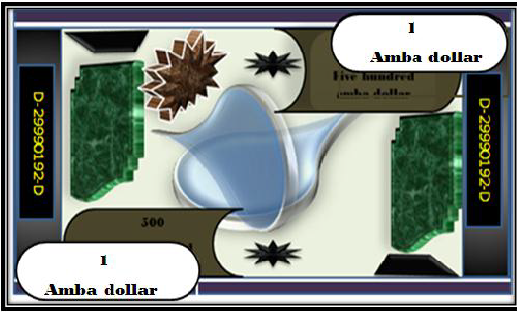 1
Amba dollar
Five hundred
amba dollar
D-29990192-D
D-29990192-D
500
1
Amba dollar